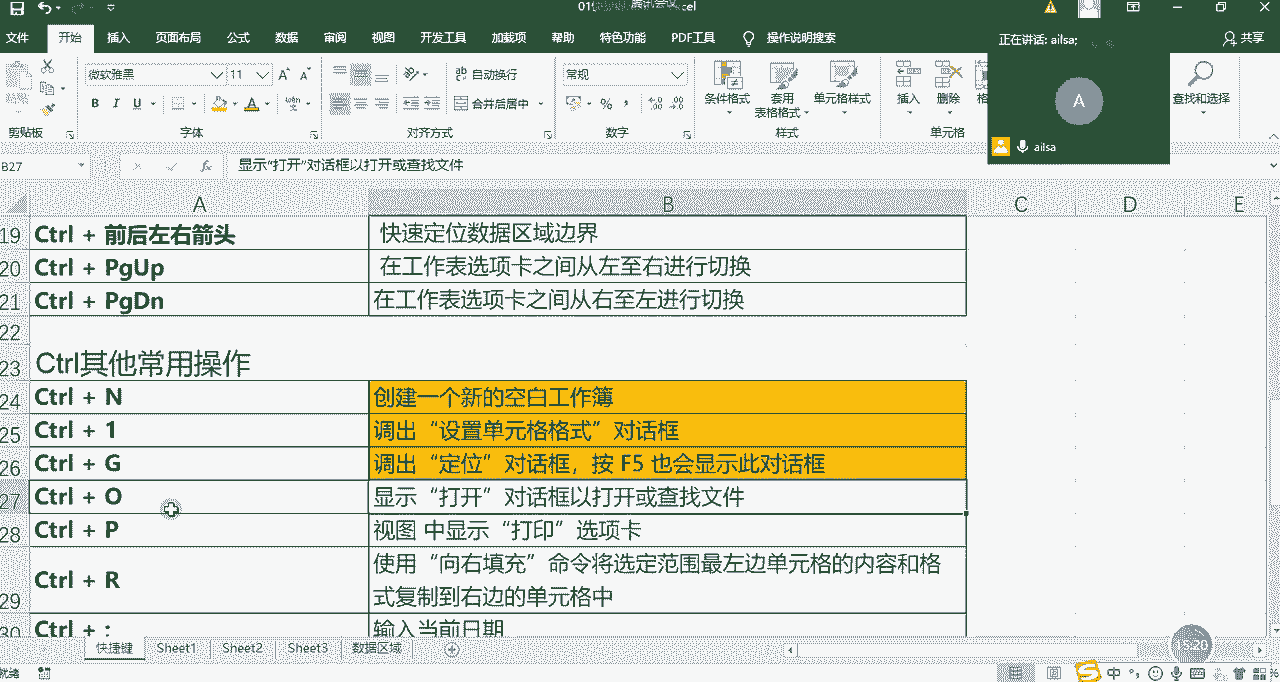 腾讯会议
cel
文件 开始 插入 页面布局 公式 数据 审阅 视图 开发工具 加载项 帮助 特色功能 PDF工具 操作说明搜索
正在讲话: ailsa;
共享
微软雅黑 11
自动换行
常规
B I U
合并后居中
条件格式
套用
表格格式
单元格样式
插入
删除
查找和选择
剪贴板 字体 对齐方式 数字 样式 单元格
A
ailsa
B27
fx
显示“打开”对话框以打开或查找文件
A B C D E
19 Ctrl + 前后左右箭头 快速定位数据区域边界
20 Ctrl + PgUp 在工作表选项卡之间从左至右进行切换
21 Ctrl + PgDn 在工作表选项卡之间从右至左进行切换
22
23 Ctrl其他常用操作
24 Ctrl + N 创建一个新的空白工作簿
25 Ctrl + 1 调出“设置单元格格式”对话框
26 Ctrl + G 调出“定位”对话框，按 F5 也会显示此对话框
27 Ctrl + O 显示“打开”对话框以打开或查找文件
28 Ctrl + P 视图 中显示“打印”选项卡
29 Ctrl + R 使用“向右填充”命令将选定范围最左边单元格的内容和格
式复制到右边的单元格中
30 Ctrl + ; 输入当前日期
快捷键 Sheet1 Sheet2 Sheet3 数据区域
就绪
中